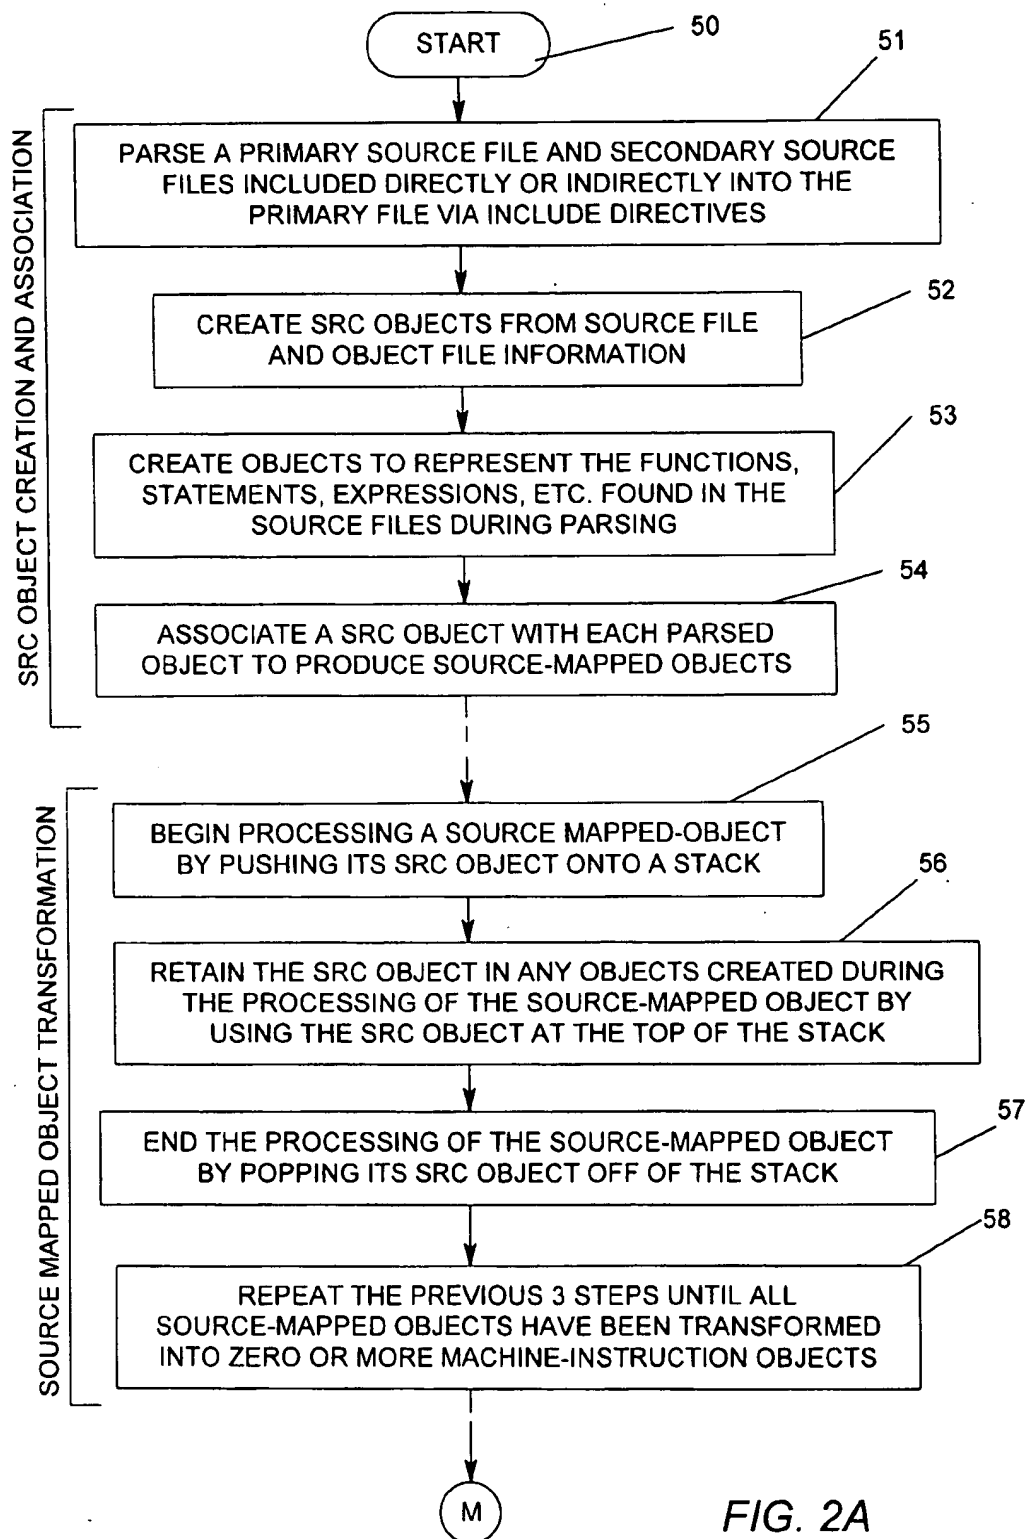 START
50
51
SRC OBJECT CREATION AND ASSOCIATION
PARSE A PRIMARY SOURCE FILE AND SECONDARY SOURCE
FILES INCLUDED DIRECTLY OR INDIRECTLY INTO THE
PRIMARY FILE VIA INCLUDE DIRECTIVES
52
CREATE SRC OBJECTS FROM SOURCE FILE
AND OBJECT FILE INFORMATION
53
CREATE OBJECTS TO REPRESENT THE FUNCTIONS,
STATEMENTS, EXPRESSIONS, ETC. FOUND IN THE
SOURCE FILES DURING PARSING
54
ASSOCIATE A SRC OBJECT WITH EACH PARSED
OBJECT TO PRODUCE SOURCE-MAPPED OBJECTS
55
SOURCE MAPPED OBJECT TRANSFORMATION
BEGIN PROCESSING A SOURCE MAPPED-OBJECT
BY PUSHING ITS SRC OBJECT ONTO A STACK
56
RETAIN THE SRC OBJECT IN ANY OBJECTS CREATED DURING
THE PROCESSING OF THE SOURCE-MAPPED OBJECT BY
USING THE SRC OBJECT AT THE TOP OF THE STACK
57
END THE PROCESSING OF THE SOURCE-MAPPED OBJECT
BY POPPING ITS SRC OBJECT OFF OF THE STACK
58
REPEAT THE PREVIOUS 3 STEPS UNTIL ALL
SOURCE-MAPPED OBJECTS HAVE BEEN TRANSFORMED
INTO ZERO OR MORE MACHINE-INSTRUCTION OBJECTS
M
FIG. 2A